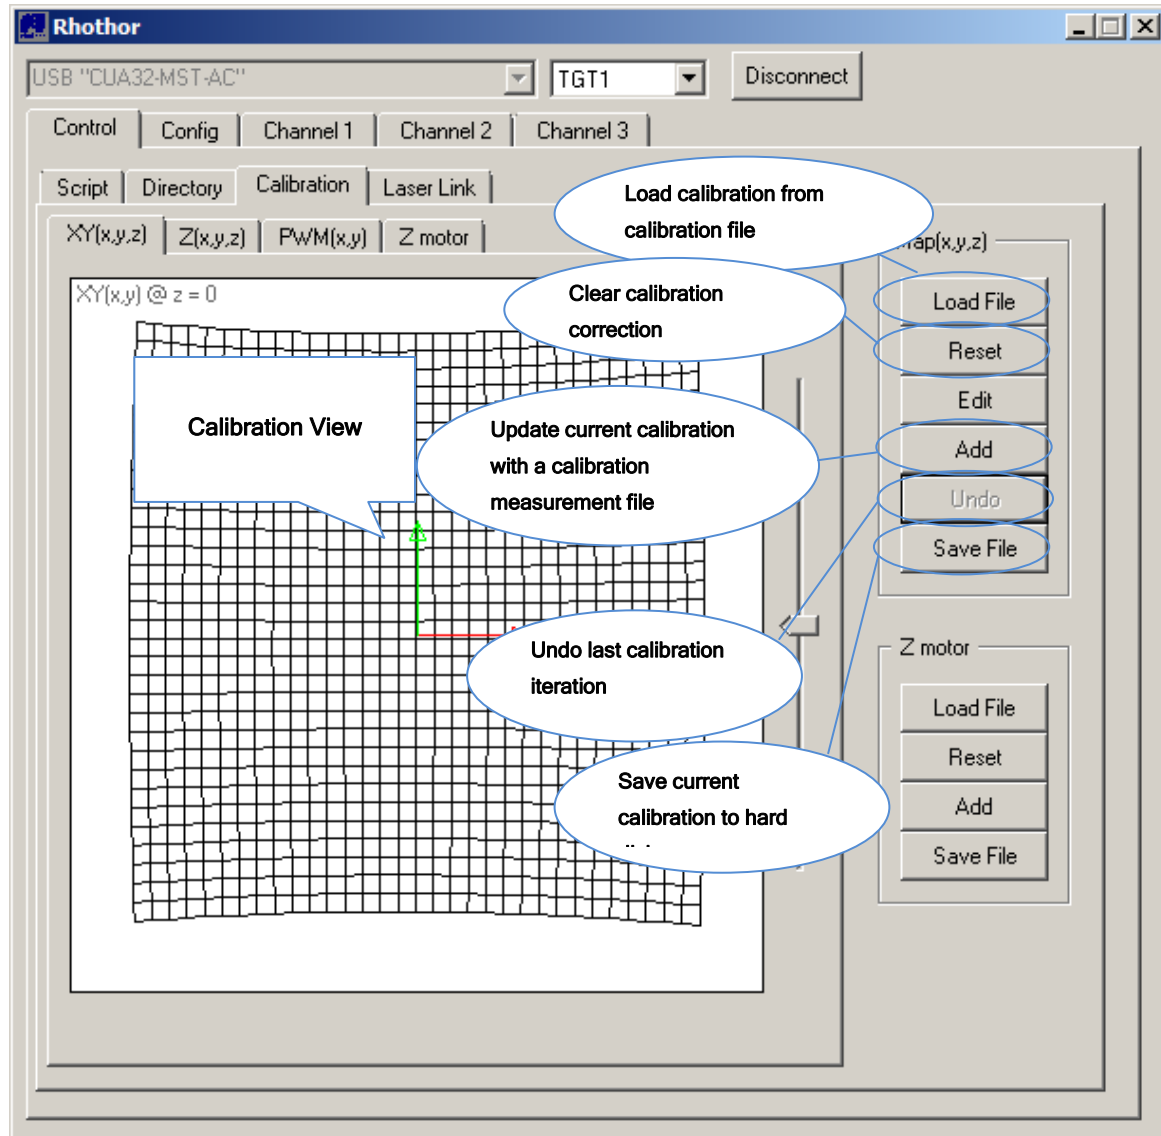 Rhothor
USB "CUA32-MST-AC"
TGT1
Disconnect
Control
Config
Channel 1
Channel 2
Channel 3
Script
Directory
Calibration
Laser Link
XY(x,y,z)
Z(x,y,z)
PWM(x,y)
Z motor
XY(x,y) @ z = 0
Calibration View
Load calibration from
calibration file
Clear calibration
correction
Update current calibration
with a calibration
measurement file
Undo last calibration
iteration
Save current
calibration to hard
Load File
Reset
Edit
Add
Undo
Save File
Z motor
Load File
Reset
Add
Save File